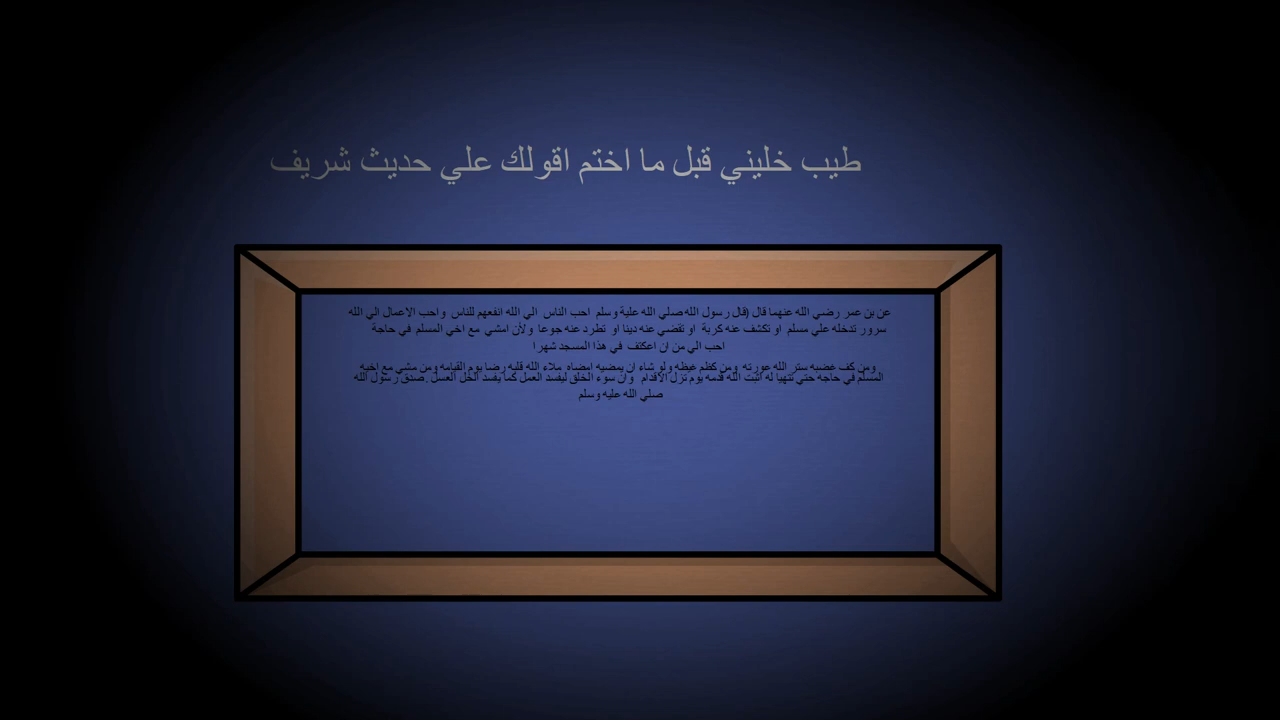 طيب خليني قبل ما اختم اقولك علي حديث شريف
عن بن عمر رضي الله عنهما قال (قال رسول الله صلي الله علية وسلم احب الناس الي الله انفعهم للناس واحب الاعمال الي الله
سرور تدخله علي مسلم او تكشف عنه كربة او تقضي عنه دينا او تطرد عنه جوعا ولأن امشي مع اخي المسلم في حاجة
احب الي من ان اعكتف في هذا المسجد شهرا
ومن كف غضبه ستر الله عورته ومن كظم غيظه ولو شاء ان يمضيه امضاه ملاء الله قلبه رضا يوم القيامه ومن مشي مع اخيه
المسلم في حاجه حتي تتهيا له اثبت الله قدمه يوم تزل الأقدام وان سوء الخلق ليفسد العمل كما يفسد الخل العسل .صدق رسول الله
صلي الله عليه وسلم